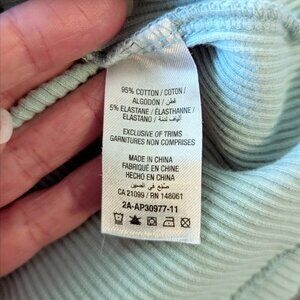 95% COTTON / COTON /
ALGODÓN / قطن
5% ELASTANE / ÉLASTHANNE /
ELASTANO / ألياف لدنة
EXCLUSIVE OF TRIMS
GARNITURES NON COMPRISES
MADE IN CHINA
FABRIQUÉ EN CHINE
HECHO EN CHINA
صنع في الصين
CA 21099 / RN 148061
2A-AP30977-11